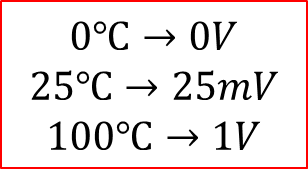 0°C → 0V
25°C → 25mV
100°C → 1V